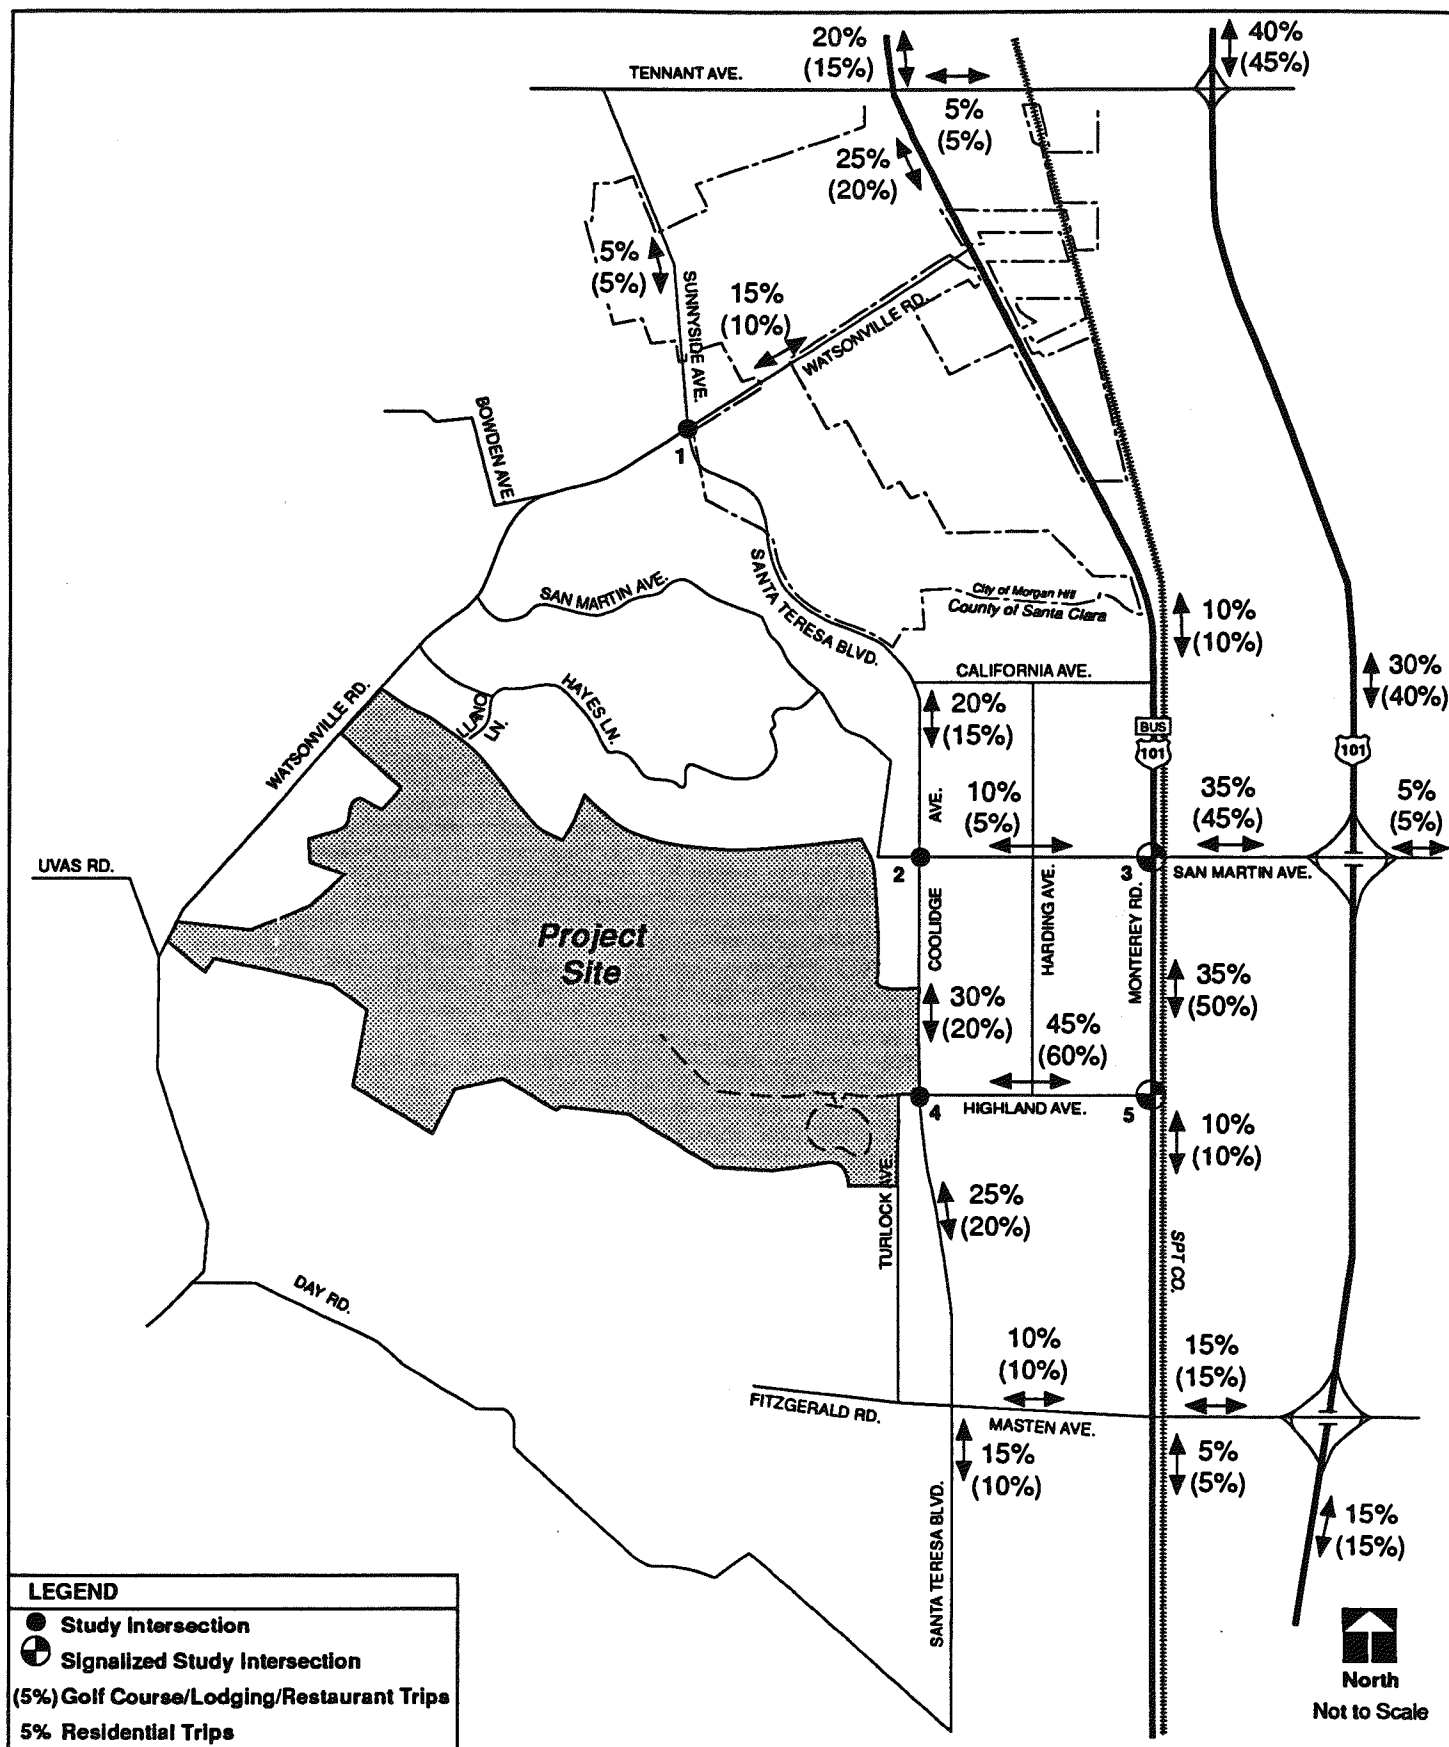 20%
(15%)
40%
(45%)
TENNANT AVE.
5%
(5%)
25%
(20%)
5%
(5%)
SUNNYSIDE AVE.
15%
(10%)
WATSONVILLE RD.
BOWDEN AVE.
1
SANTA TERESA BLVD.
SAN MARTIN AVE.
City of Morgan Hill
County of Santa Clara
10%
(10%)
CALIFORNIA AVE.
30%
(40%)
WATSONVILLE RD.
LLANO
LN.
HAYES LN.
20%
(15%)
BUS
101
101
AVE.
10%
(5%)
35%
(45%)
5%
(5%)
UVAS RD.
2
3
SAN MARTIN AVE.
Project
Site
COOLIDGE
HARDING AVE.
MONTEREY RD.
30%
(20%)
35%
(50%)
45%
(60%)
4
HIGHLAND AVE.
5
10%
(10%)
TURLOCK AVE.
25%
(20%)
SPT CO.
DAY RD.
10%
(10%)
15%
(15%)
FITZGERALD RD.
MASTEN AVE.
15%
(10%)
5%
(5%)
SANTA TERESA BLVD.
15%
(15%)
LEGEND
Study Intersection
Signalized Study Intersection
(5%) Golf Course/Lodging/Restaurant Trips
5% Residential Trips
North
Not to Scale